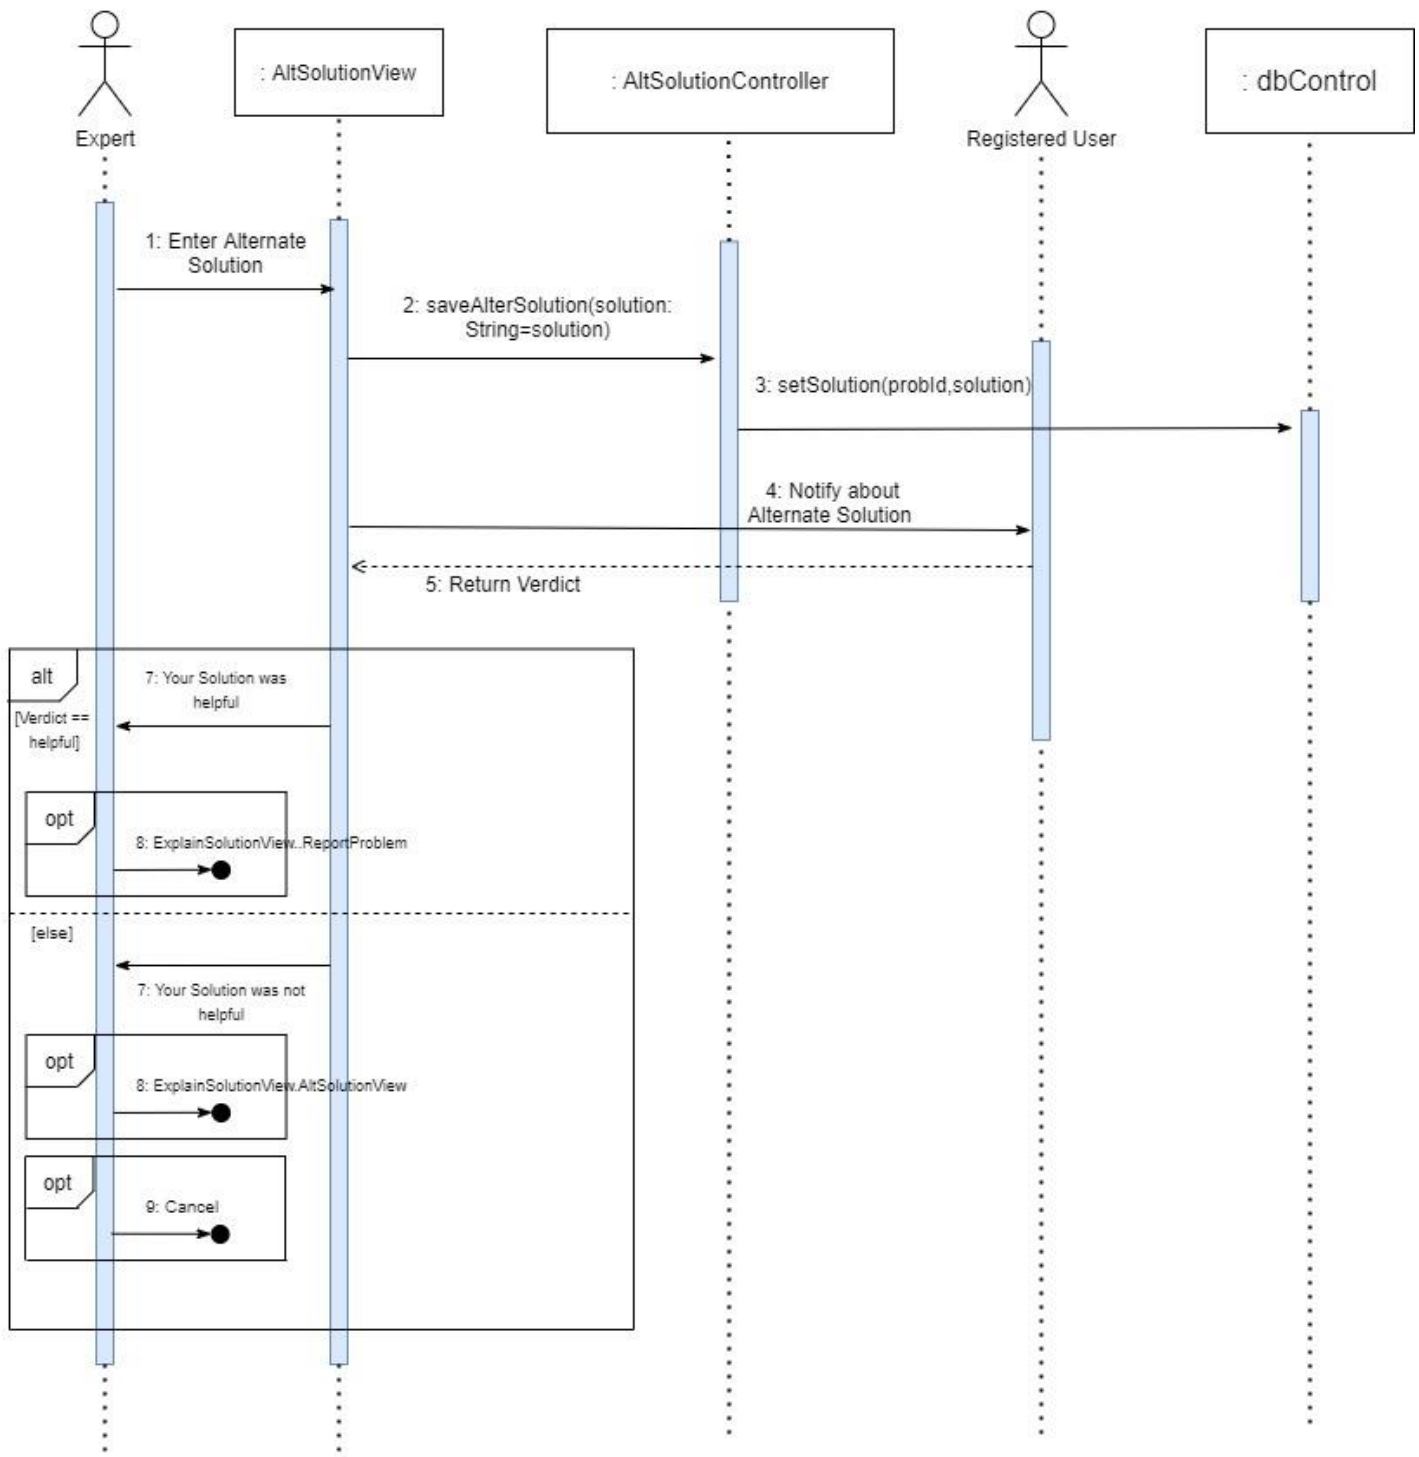 Expert
: AltSolutionView
: AltSolutionController
Registered User
: dbControl
1: Enter Alternate
Solution
2: saveAlterSolution(solution:
String=solution)
3: setSolution(probId,solution)
4: Notify about
Alternate Solution
5: Return Verdict
alt
[Verdict ==
helpful]
7: Your Solution was
helpful
opt
8: ExplainSolutionView..ReportProblem
[else]
7: Your Solution was not
helpful
opt
8: ExplainSolutionView.AltSolutionView
opt
9: Cancel